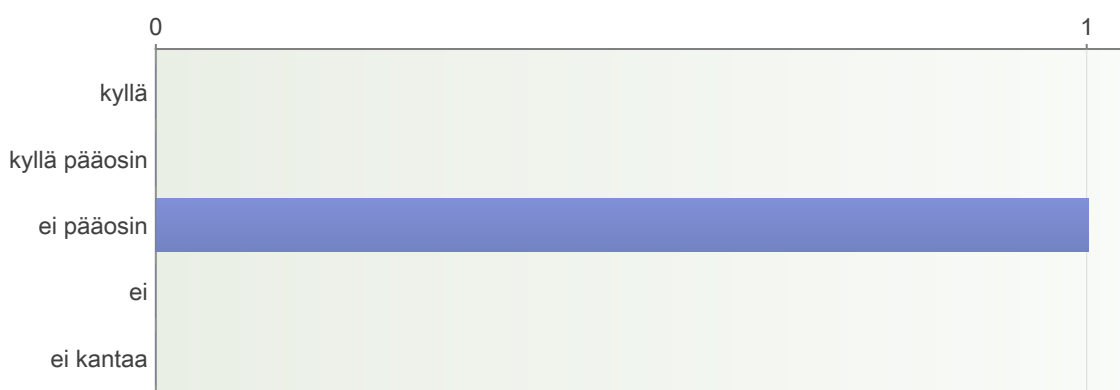 0 1
kyllä
kyllä pääosin
ei pääosin
ei
ei kantaa